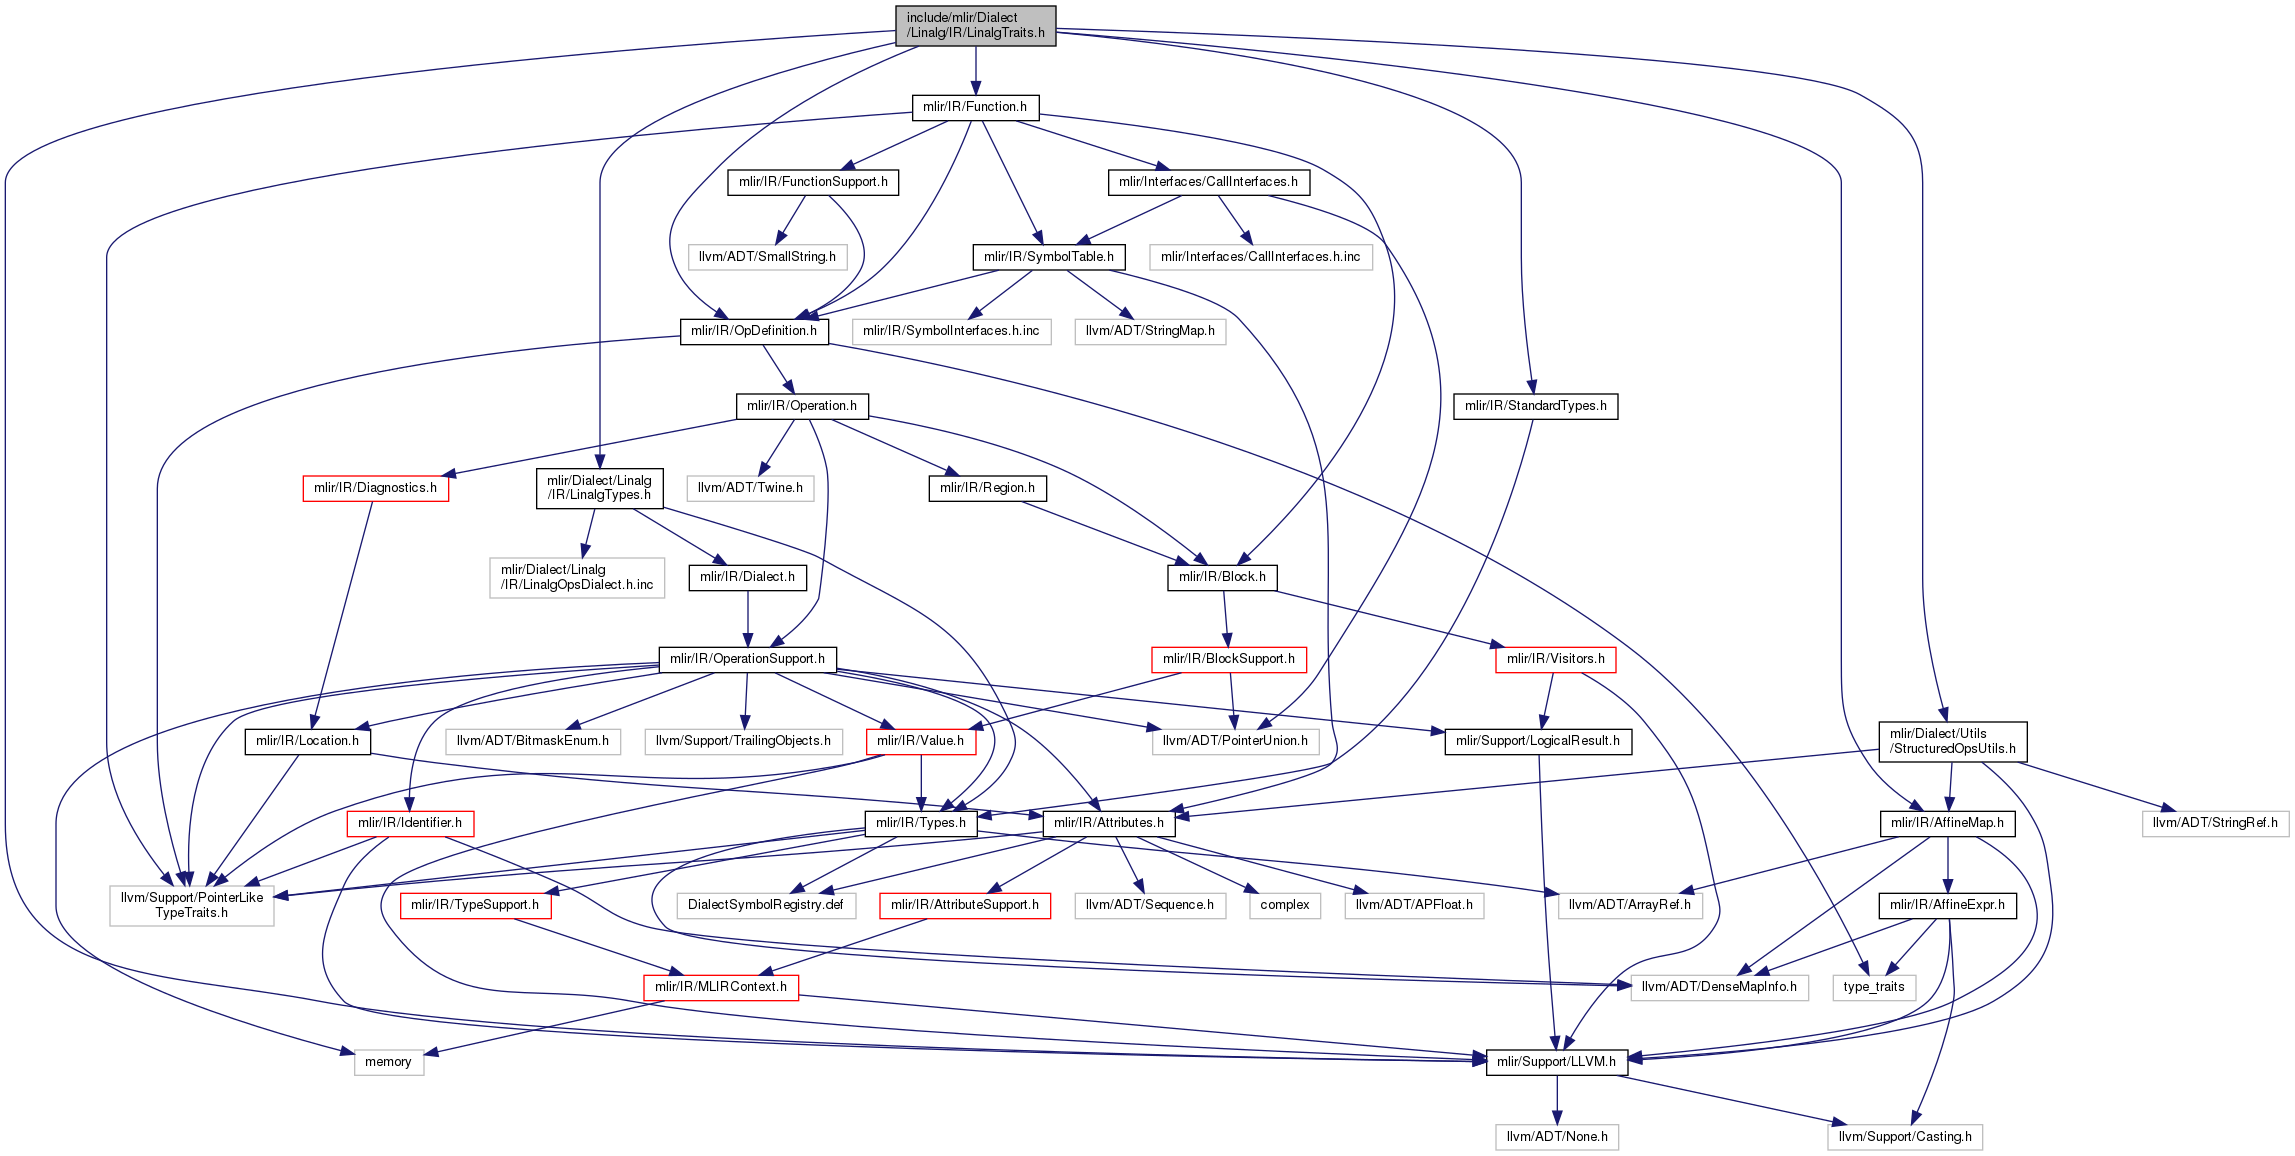 include/mlir/Dialect
/Linalg/IR/LinalgTraits.h
mlir/IR/Function.h
mlir/IR/FunctionSupport.h
mlir/Interfaces/CallInterfaces.h
llvm/ADT/SmallString.h
mlir/IR/SymbolTable.h
mlir/Interfaces/CallInterfaces.h.inc
mlir/IR/OpDefinition.h
mlir/IR/SymbolInterfaces.h.inc
llvm/ADT/StringMap.h
mlir/IR/Operation.h
mlir/IR/StandardTypes.h
mlir/IR/Diagnostics.h
mlir/Dialect/Linalg
/IR/LinalgTypes.h
llvm/ADT/Twine.h
mlir/IR/Region.h
mlir/Dialect/Linalg
/IR/LinalgOpsDialect.h.inc
mlir/IR/Dialect.h
mlir/IR/Block.h
mlir/IR/OperationSupport.h
mlir/IR/BlockSupport.h
mlir/IR/Visitors.h
mlir/IR/Location.h
llvm/ADT/BitmaskEnum.h
llvm/Support/TrailingObjects.h
mlir/IR/Value.h
llvm/ADT/PointerUnion.h
mlir/Support/LogicalResult.h
mlir/Dialect/Utils
/StructuredOpsUtils.h
mlir/IR/Identifier.h
mlir/IR/Types.h
mlir/IR/Attributes.h
mlir/IR/AffineMap.h
llvm/ADT/StringRef.h
llvm/Support/PointerLike
TypeTraits.h
mlir/IR/TypeSupport.h
DialectSymbolRegistry.def
mlir/IR/AttributeSupport.h
llvm/ADT/Sequence.h
complex
llvm/ADT/APFloat.h
llvm/ADT/ArrayRef.h
mlir/IR/AffineExpr.h
mlir/IR/MLIRContext.h
llvm/ADT/DenseMapInfo.h
type_traits
memory
mlir/Support/LLVM.h
llvm/ADT/None.h
llvm/Support/Casting.h